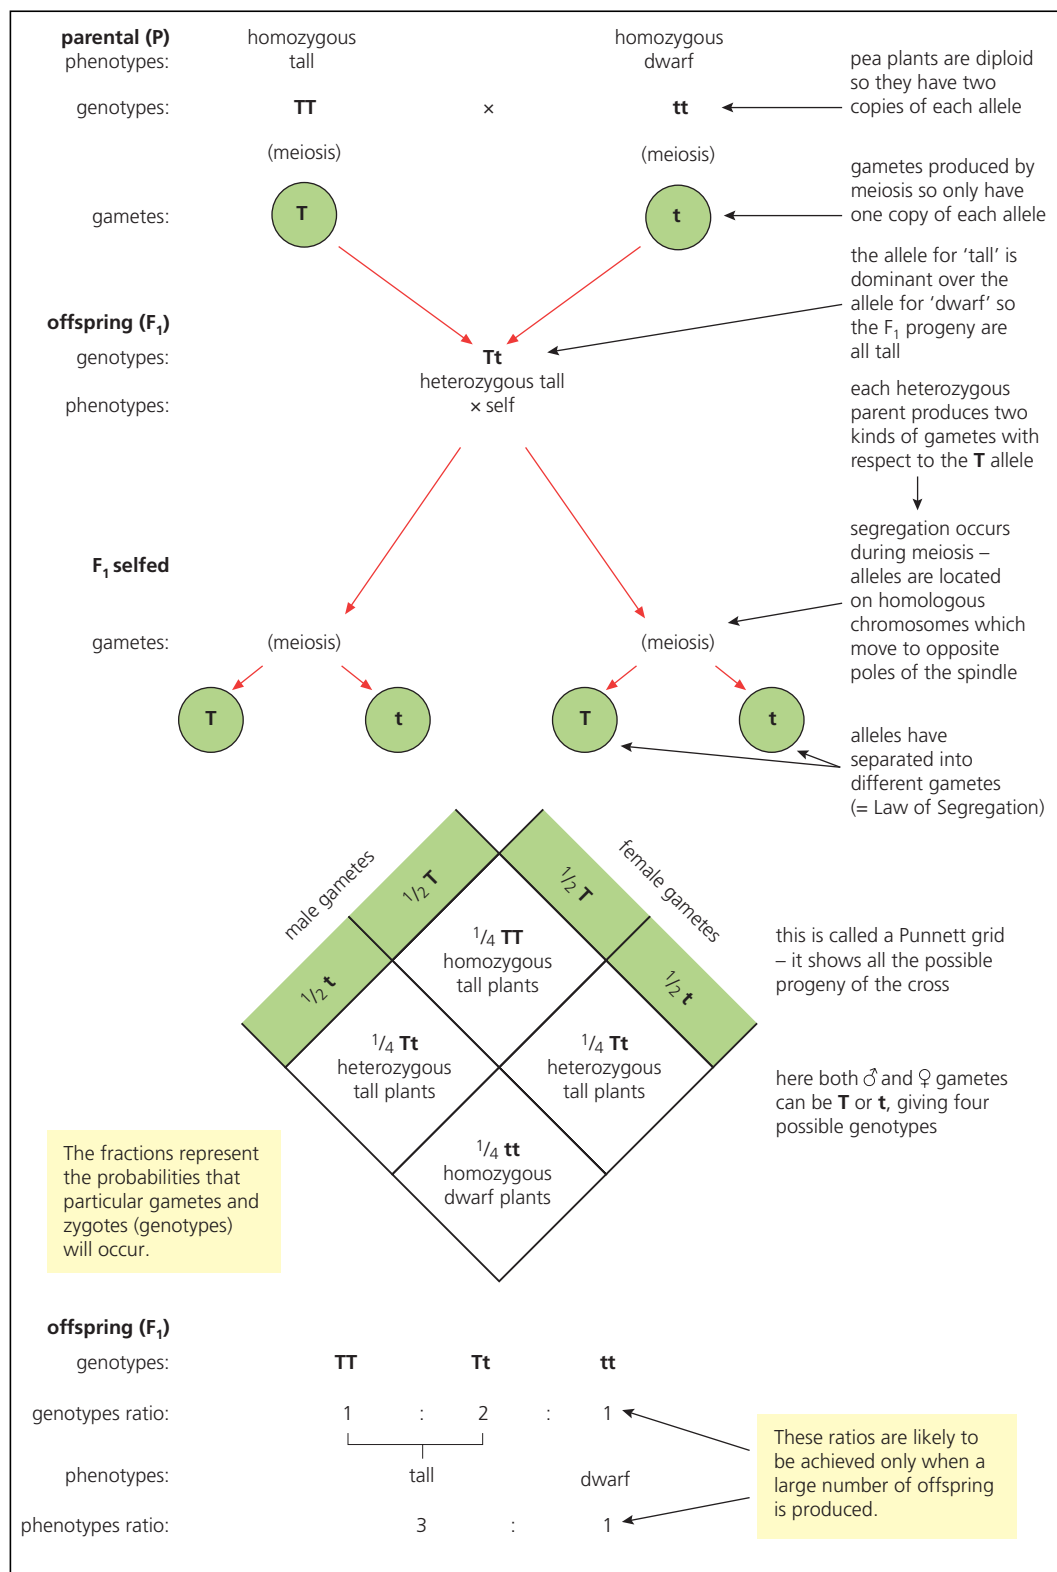 parental (P)
phenotypes:
homozygous
tall
homozygous
dwarf
pea plants are diploid
so they have two
copies of each allele
genotypes:
TT
×
tt
(meiosis)
(meiosis)
gametes produced by
meiosis so only have
one copy of each allele
gametes:
T
t
the allele for ‘tall’ is
dominant over the
allele for ‘dwarf’ so
the F1 progeny are
all tall
offspring (F1)
genotypes:
Tt
heterozygous tall
phenotypes:
× self
each heterozygous
parent produces two
kinds of gametes with
respect to the T allele
segregation occurs
during meiosis –
alleles are located
on homologous
chromosomes which
move to opposite
poles of the spindle
F1 selfed
gametes:
(meiosis)
(meiosis)
T
t
T
t
alleles have
separated into
different gametes
(= Law of Segregation)
male gametes
female gametes
1/2 T
1/2 T
1/2 t
1/2 t
1/4 TT
homozygous
tall plants
1/4 Tt
heterozygous
tall plants
1/4 Tt
heterozygous
tall plants
1/4 tt
homozygous
dwarf plants
this is called a Punnett grid
– it shows all the possible
progeny of the cross
here both ♂ and ♀ gametes
can be T or t, giving four
possible genotypes
The fractions represent
the probabilities that
particular gametes and
zygotes (genotypes)
will occur.
offspring (F1)
genotypes:
TT
Tt
tt
genotypes ratio:
1 : 2 : 1
phenotypes:
tall
dwarf
phenotypes ratio:
3 : 1
These ratios are likely to
be achieved only when a
large number of offspring
is produced.